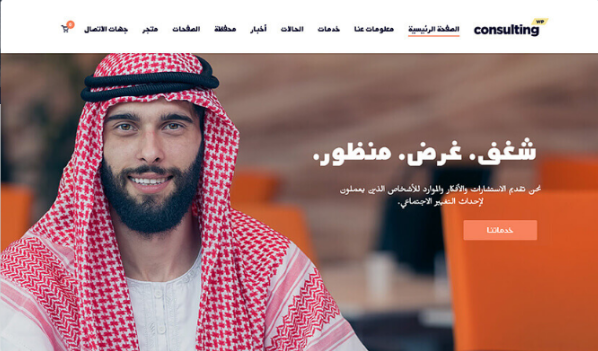 consulting WP
الصفحة الرئيسية معلومات عنا خدمات الحالات أخبار محفظة الصفحات متجر جهات الاتصال 0
شغف. غرض. منظور.
نحن نقدم الاستشارات والأفكار والموارد للأشخاص الذين يعملون
لإحداث التغيير الاجتماعي.
خدماتنا